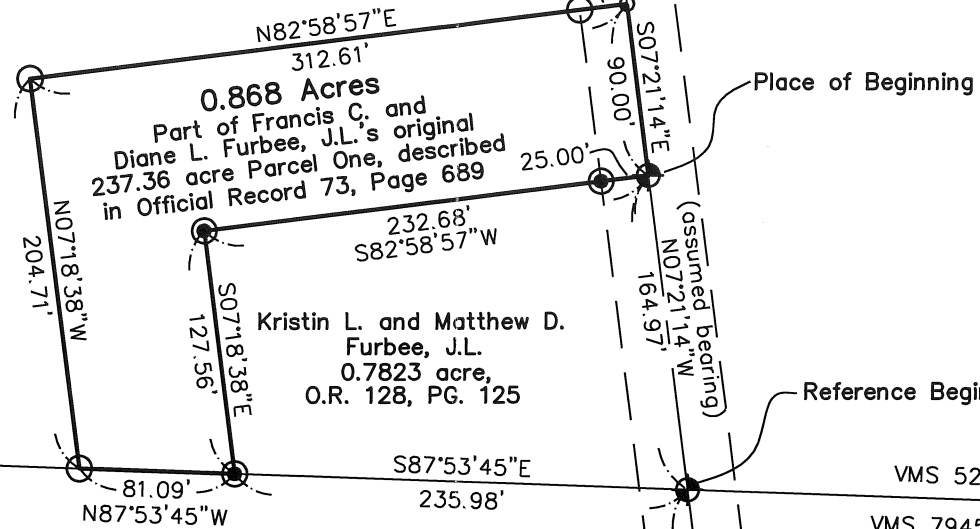 N82°58'57"E
312.61'
0.868 Acres
Part of Francis C. and
Diane L. Furbee, J.L.'s original
237.36 acre Parcel One, described
in Official Record 73, Page 689
S07°21'14"E
90.00'
Place of Beginning
25.00'
232.68'
S82°58'57"W
N07°18'38"W
204.71'
S07°18'38"E
127.56'
Kristin L. and Matthew D.
Furbee, J.L.
0.7823 acre,
O.R. 128, PG. 125
(assumed bearing)
N07°21'14"W
164.97'
Reference Begi
S87°53'45"E
235.98'
81.09'
N87°53'45"W
VMS 52
VMS 7945